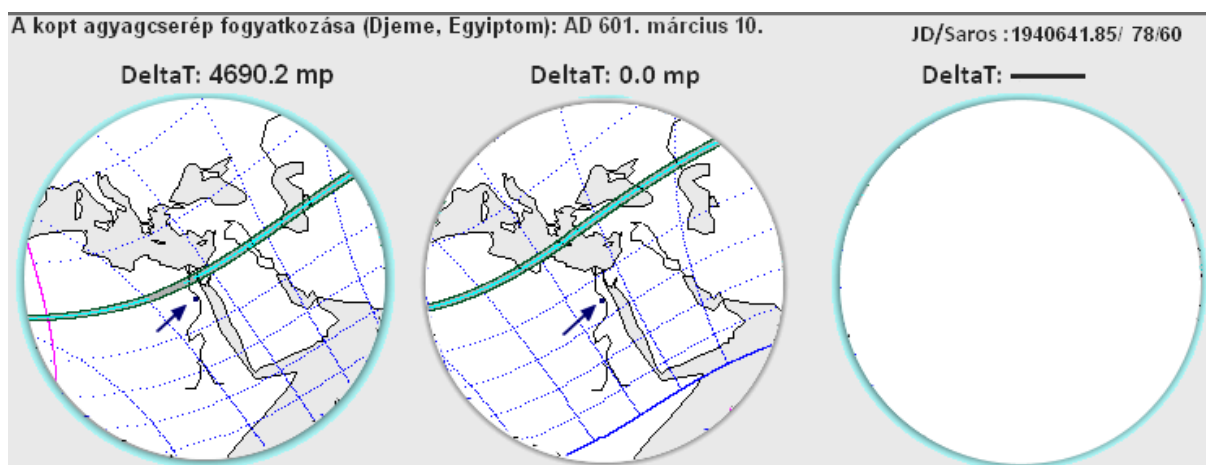 A kopt agyagcserép fogyatkozása (Djeme, Egyiptom): AD 601. március 10.
JD/Saros :1940641.85/ 78/60
DeltaT: 4690.2 mp
DeltaT: 0.0 mp
DeltaT: